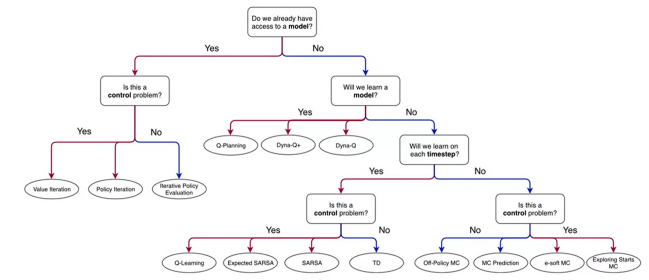 Do we already have
access to a model?
Yes
No
Is this a
control problem?
Will we learn a
model?
Yes
No
Yes
No
Q-Planning
Dyna-Q+
Dyna-Q
Will we learn on
each timestep?
Value Iteration
Policy Iteration
Iterative Policy
Evaluation
Yes
No
Is this a
control problem?
Is this a
control problem?
Yes
No
No
Yes
Q-Learning
Expected SARSA
SARSA
TD
Off-Policy MC
MC Prediction
e-soft MC
Exploring Starts
MC